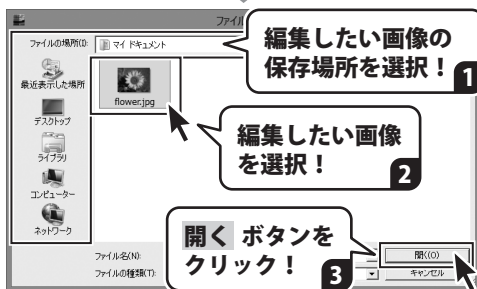 ファイル
ファイルの場所(I):
マイ ドキュメント
編集したい画像の
保存場所を選択！
1
最近表示した場所
flower.jpg
デスクトップ
編集したい画像
を選択！
2
ライブラリ
コンピューター
ネットワーク
開く ボタンを
クリック！
3
ファイル名(N):
開く(O)
ファイルの種類(T):
キャンセル